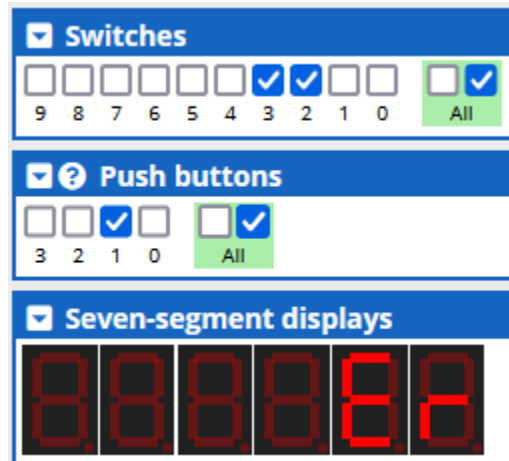 Switches
9 8 7 6 5 4 3 2 1 0 All
? Push buttons
3 2 1 0 All
Seven-segment displays
Er